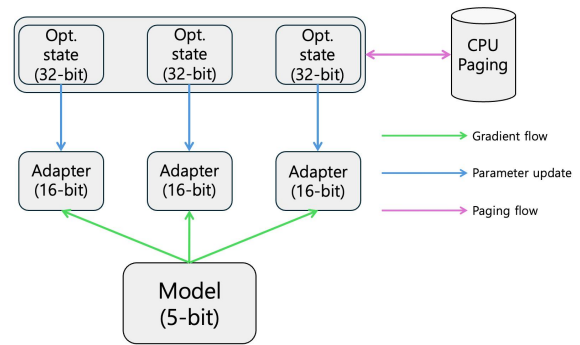 Opt.
state
(32-bit)
Opt.
state
(32-bit)
Opt.
state
(32-bit)
CPU
Paging
Adapter
(16-bit)
Adapter
(16-bit)
Adapter
(16-bit)
Gradient flow
Parameter update
Paging flow
Model
(5-bit)